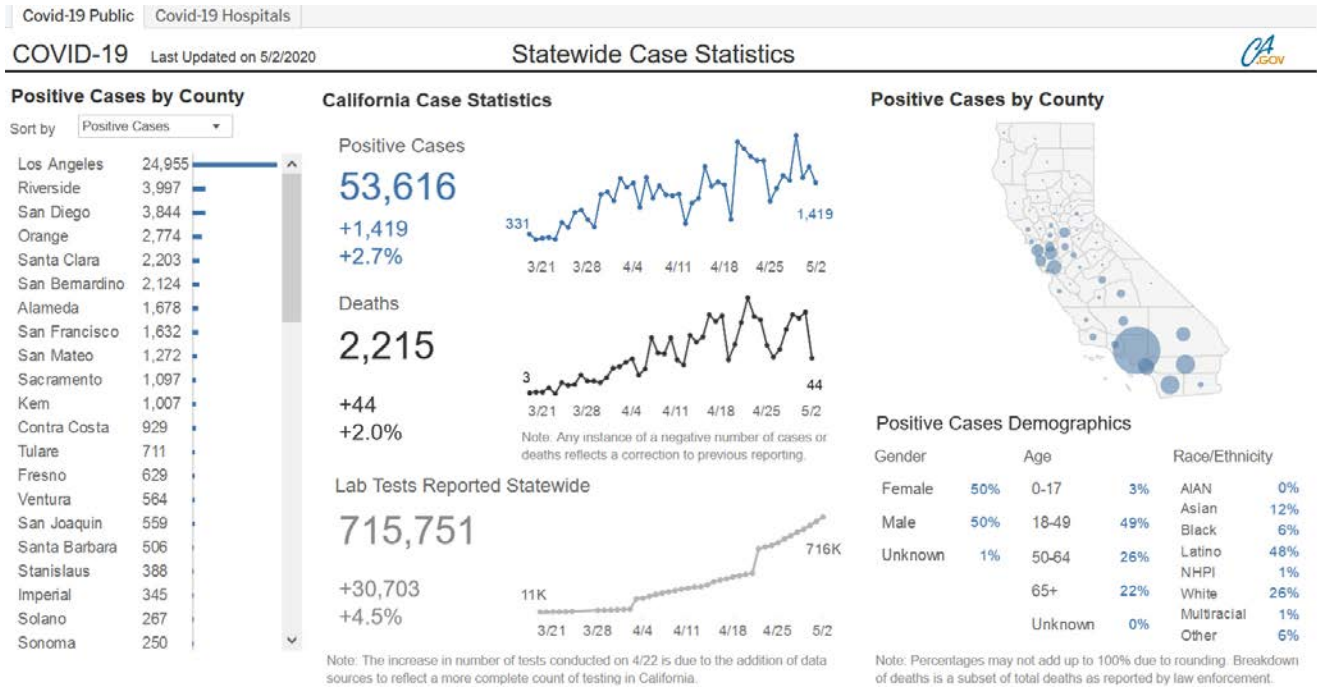 Covid-19 Public Covid-19 Hospitals
COVID-19 Last Updated on 5/2/2020 Statewide Case Statistics CA.GOV
Positive Cases by County
Sort by Positive Cases
Los Angeles 24,955
Riverside 3,997
San Diego 3,844
Orange 2,774
Santa Clara 2,203
San Bernardino 2,124
Alameda 1,678
San Francisco 1,632
San Mateo 1,272
Sacramento 1,097
Kern 1,007
Contra Costa 929
Tulare 711
Fresno 629
Ventura 564
San Joaquin 559
Santa Barbara 506
Stanislaus 388
Imperial 345
Solano 267
Sonoma 250
California Case Statistics
Positive Cases
53,616
+1,419
+2.7%
331
1,419
3/21 3/28 4/4 4/11 4/18 4/25 5/2
Deaths
2,215
+44
+2.0%
3
44
3/21 3/28 4/4 4/11 4/18 4/25 5/2
Note. Any instance of a negative number of cases or
deaths reflects a correction to previous reporting.
Lab Tests Reported Statewide
715,751
+30,703
+4.5%
11K
716K
3/21 3/28 4/4 4/11 4/18 4/25 5/2
Note: The increase in number of tests conducted on 4/22 is due to the addition of data
sources to reflect a more complete count of testing in California.
Positive Cases by County
Positive Cases Demographics
Gender
Female 50%
Male 50%
Unknown 1%
Age
0-17 3%
18-49 49%
50-64 26%
65+ 22%
Unknown 0%
Race/Ethnicity
AIAN 0%
Asian 12%
Black 6%
Latino 48%
NHPI 1%
White 26%
Multiracial 1%
Other 6%
Note: Percentages may not add up to 100% due to rounding. Breakdown
of deaths is a subset of total deaths as reported by law enforcement.